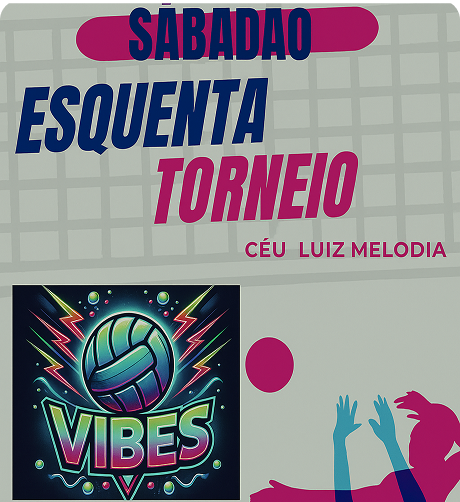 SÁBADAO
ESQUENTA
TORNEIO
CÉU LUIZ MELODIA
VIBES